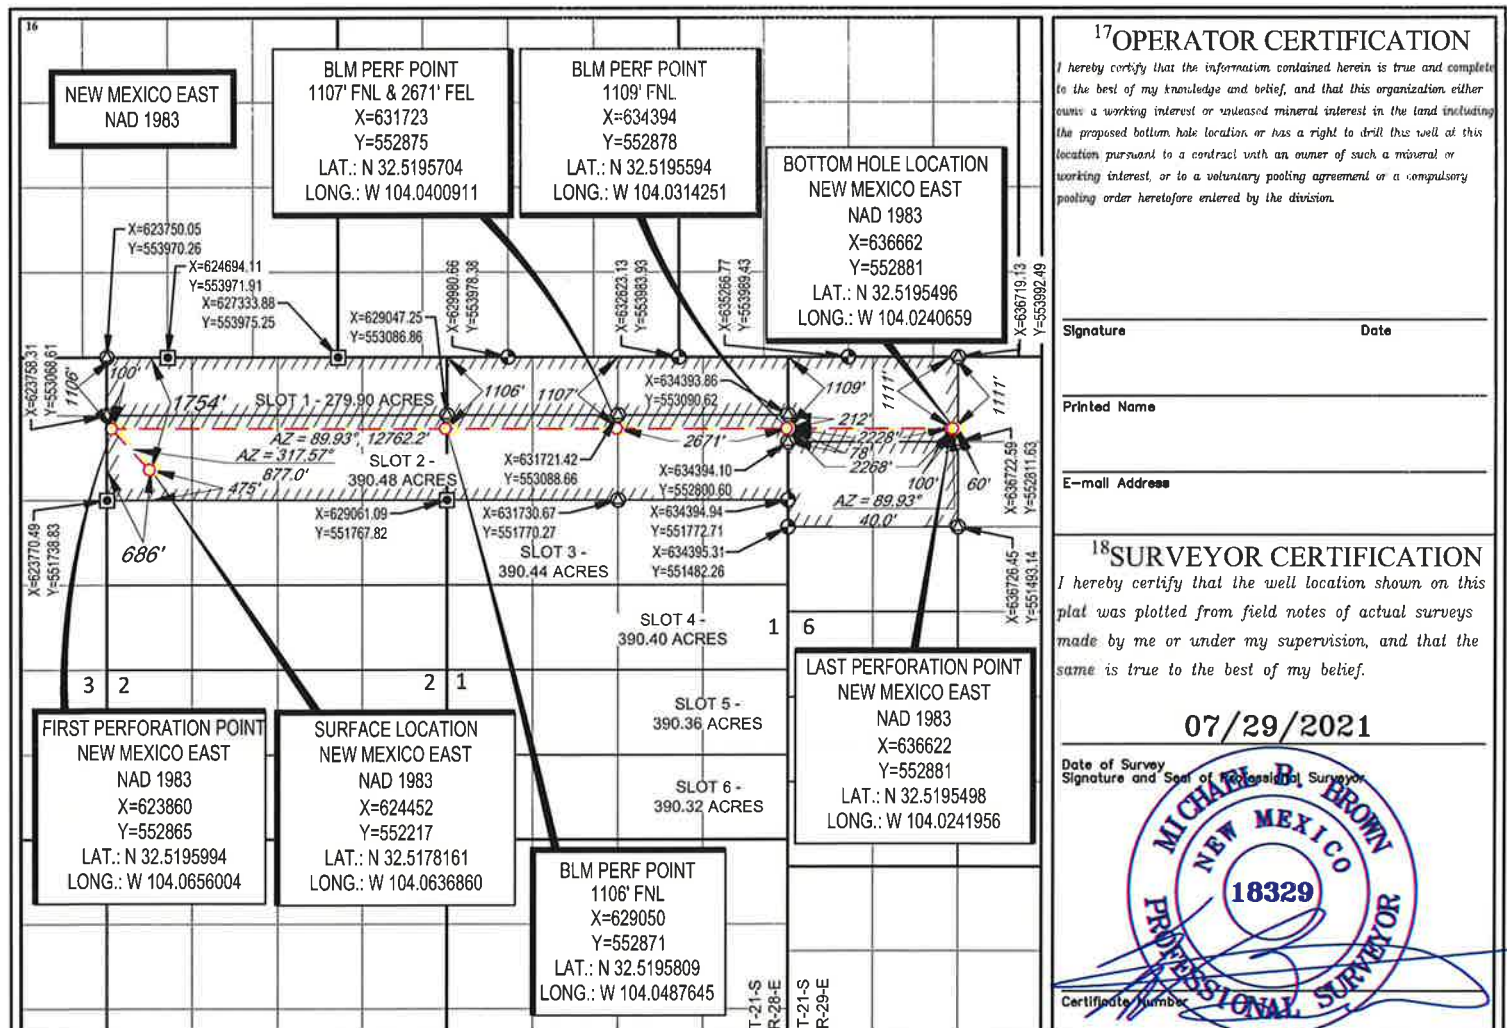 16
NEW MEXICO EAST
NAD 1983
BLM PERF POINT
1107' FNL & 2671' FEL
X=631723
Y=552875
LAT.: N 32.5195704
LONG.: W 104.0400911
BLM PERF POINT
1109' FNL
X=634394
Y=552878
LAT.: N 32.5195594
LONG.: W 104.0314251
BOTTOM HOLE LOCATION
NEW MEXICO EAST
NAD 1983
X=636662
Y=552881
LAT.: N 32.5195496
LONG.: W 104.0240659
X=623750.05
Y=553970.26
X=624694.11
Y=553971.91
X=627333.88
Y=553975.25
X=629047.25
Y=553086.86
X=629980.66
Y=553978.38
X=632623.13
Y=553983.93
X=635266.77
Y=553989.43
X=636719.13
Y=553992.49
X=623758.31
Y=553068.61
1106'
100'
1754'
SLOT 1 - 279.90 ACRES
1106'
1107'
X=634393.86
Y=553090.62
1109'
1111'
1111'
AZ = 89.93°, 12762.2'
AZ = 317.57°
877.0'
475'
SLOT 2 -
390.48 ACRES
2671'
212'
2228'
78'
2268'
100'
60'
X=631721.42
Y=553088.66
X=634394.10
Y=552800.60
X=636722.59
Y=552811.63
AZ = 89.93°
40.0'
X=629061.09
Y=551767.82
X=631730.67
Y=551770.27
X=634394.94
Y=551772.71
X=634395.31
Y=551482.26
X=623770.49
Y=551738.83
686'
SLOT 3 -
390.44 ACRES
X=636726.45
Y=551493.14
SLOT 4 -
390.40 ACRES
1 6
3 2
2 1
SLOT 5 -
390.36 ACRES
SLOT 6 -
390.32 ACRES
FIRST PERFORATION POINT
NEW MEXICO EAST
NAD 1983
X=623860
Y=552865
LAT.: N 32.5195994
LONG.: W 104.0656004
SURFACE LOCATION
NEW MEXICO EAST
NAD 1983
X=624452
Y=552217
LAT.: N 32.5178161
LONG.: W 104.0636860
BLM PERF POINT
1106' FNL
X=629050
Y=552871
LAT.: N 32.5195809
LONG.: W 104.0487645
LAST PERFORATION POINT
NEW MEXICO EAST
NAD 1983
X=636622
Y=552881
LAT.: N 32.5195498
LONG.: W 104.0241956
T-21-S
R-28-E
T-21-S
R-29-E
17 OPERATOR CERTIFICATION
I hereby certify that the information contained herein is true and complete
to the best of my knowledge and belief, and that this organization either
owns a working interest or unleased mineral interest in the land including
the proposed bottom hole location or has a right to drill this well at this
location pursuant to a contract with an owner of such a mineral or
working interest, or to a voluntary pooling agreement or a compulsory
pooling order heretofore entered by the division.
Signature Date
Printed Name
E-mail Address
18 SURVEYOR CERTIFICATION
I hereby certify that the well location shown on this
plat was plotted from field notes of actual surveys
made by me or under my supervision, and that the
same is true to the best of my belief.
07/29/2021
Date of Survey
Signature and Seal of Professional Surveyor
MICHAEL B. BROWN
NEW MEXICO
18329
PROFESSIONAL SURVEYOR
Certificate Number